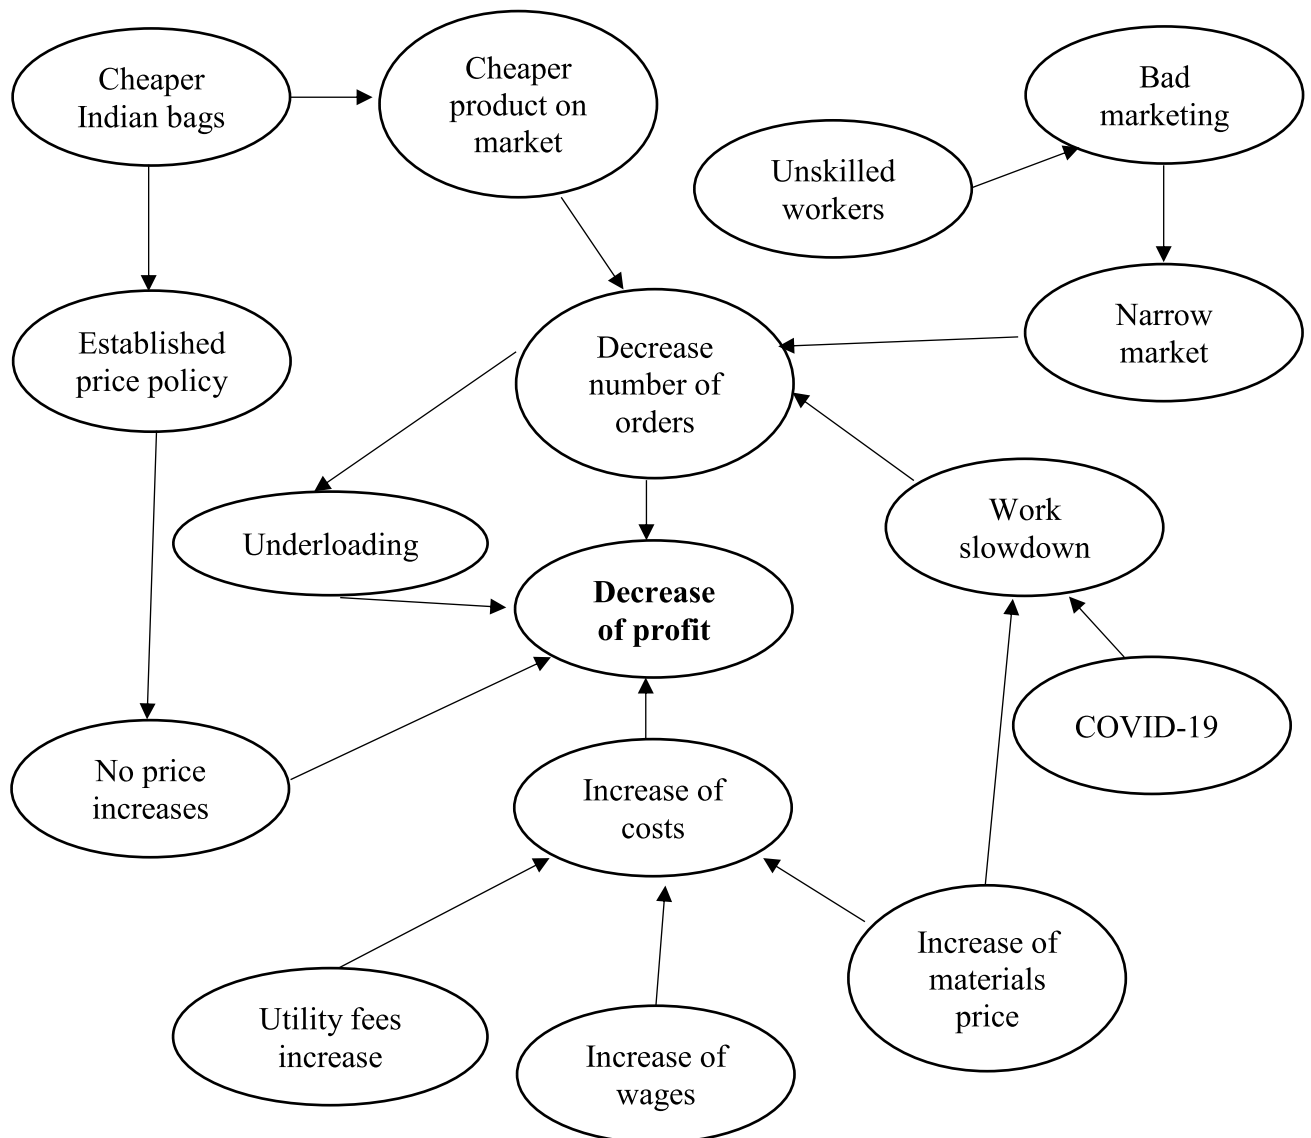 Cheaper
Indian bags
Cheaper
product on
market
Bad
marketing
Unskilled
workers
Established
price policy
Decrease
number of
orders
Narrow
market
Underloading
Work
slowdown
Decrease
of profit
COVID-19
No price
increases
Increase of
costs
Utility fees
increase
Increase of
wages
Increase of
materials
price